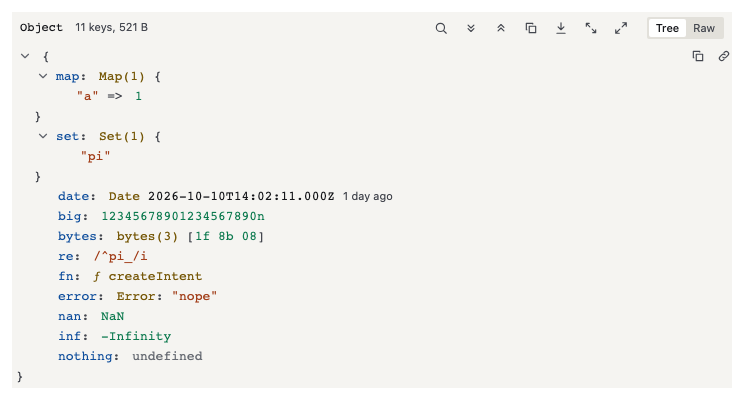 Object 11 keys, 521 B Tree Raw
{
map: Map(1) {
"a" => 1
}
set: Set(1) {
"pi"
}
date: Date 2026-10-10T14:02:11.000Z 1 day ago
big: 12345678901234567890n
bytes: bytes(3) [1f 8b 08]
re: /^pi_/i
fn: ƒ createIntent
error: Error: "nope"
nan: NaN
inf: -Infinity
nothing: undefined
}